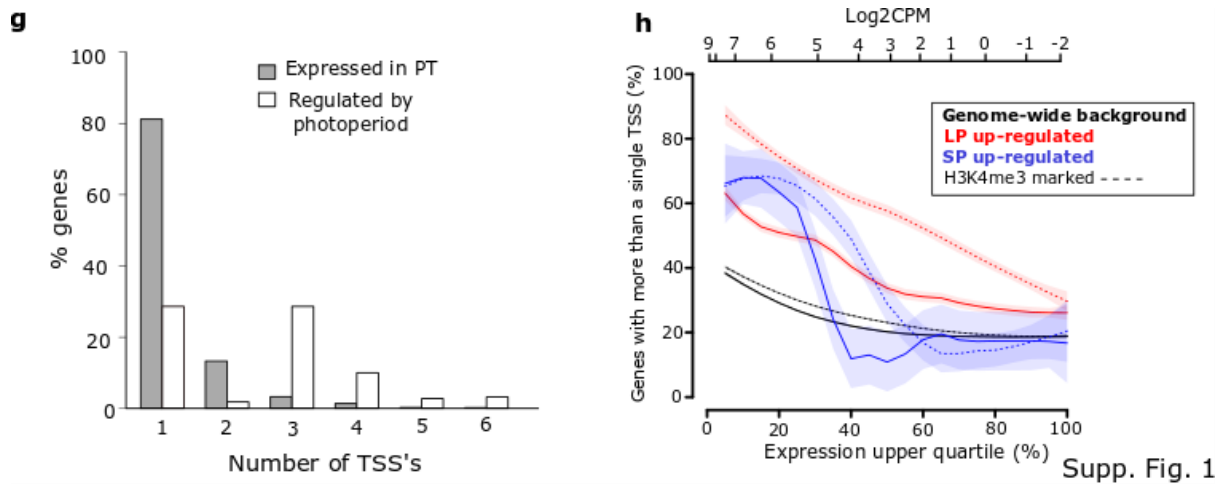 g
% genes
100
80
60
40
20
0
Expressed in PT
Regulated by
photoperiod
1 2 3 4 5 6
Number of TSS's
h
Log2CPM
9 7 6 5 4 3 2 1 0 -1 -2
Genes with more than a single TSS (%)
100
80
60
40
20
0
Genome-wide background
LP up-regulated
SP up-regulated
H3K4me3 marked ----
0 20 40 60 80 100
Expression upper quartile (%)
Supp. Fig. 1